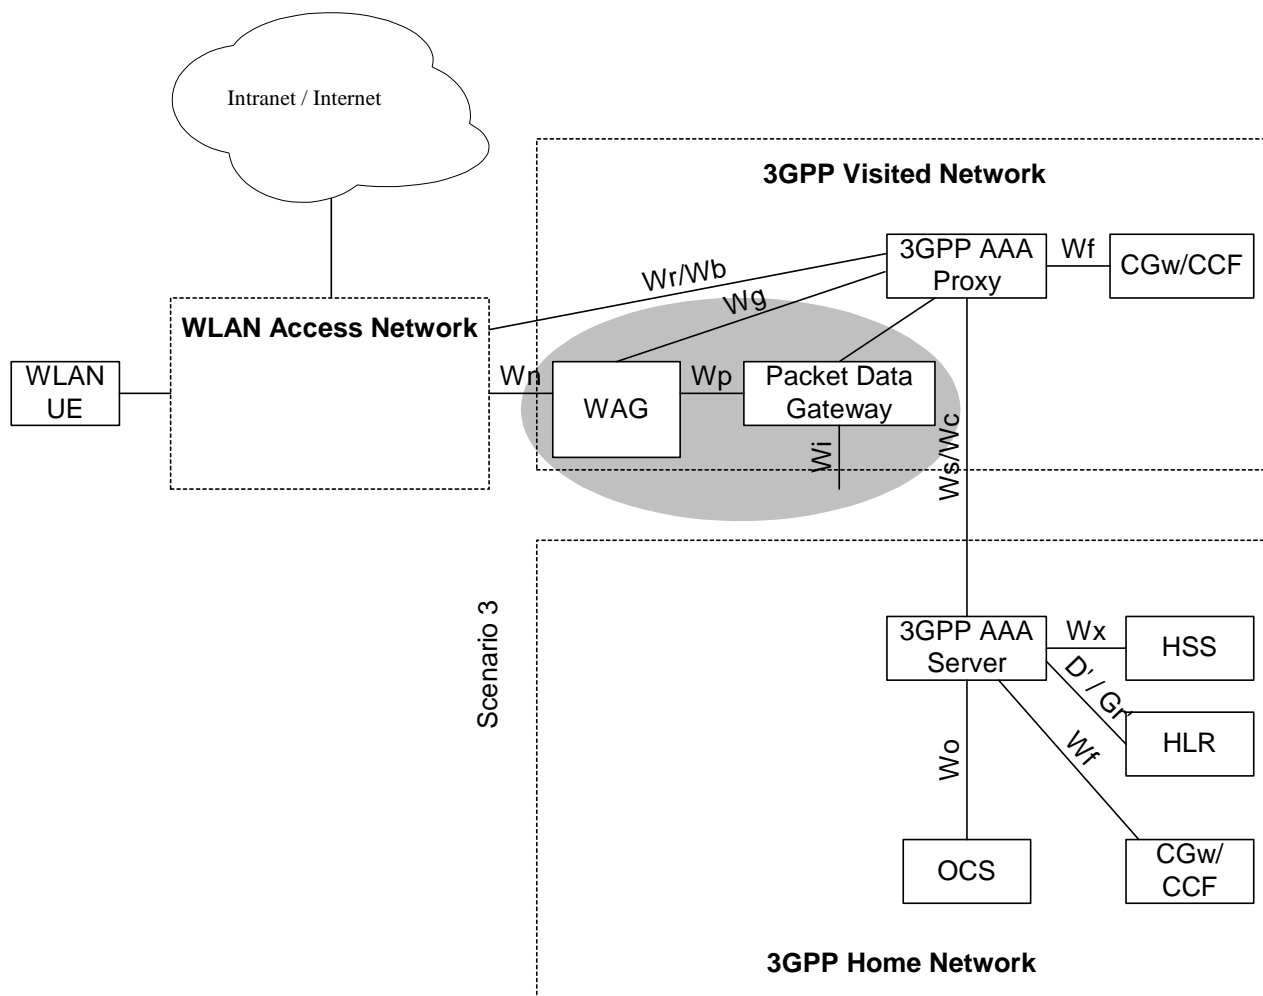 Intranet / Internet
3GPP Visited Network
3GPP AAA
Proxy
Wf
CGw/CCF
Wr/Wb
Wg
WLAN Access Network
WLAN
UE
Wn
WAG
Wp
Packet Data
Gateway
Wi
Ws/Wc
Scenario 3
3GPP AAA
Server
Wx
HSS
D' / Gr'
HLR
Wf
Wo
OCS
CGw/
CCF
3GPP Home Network